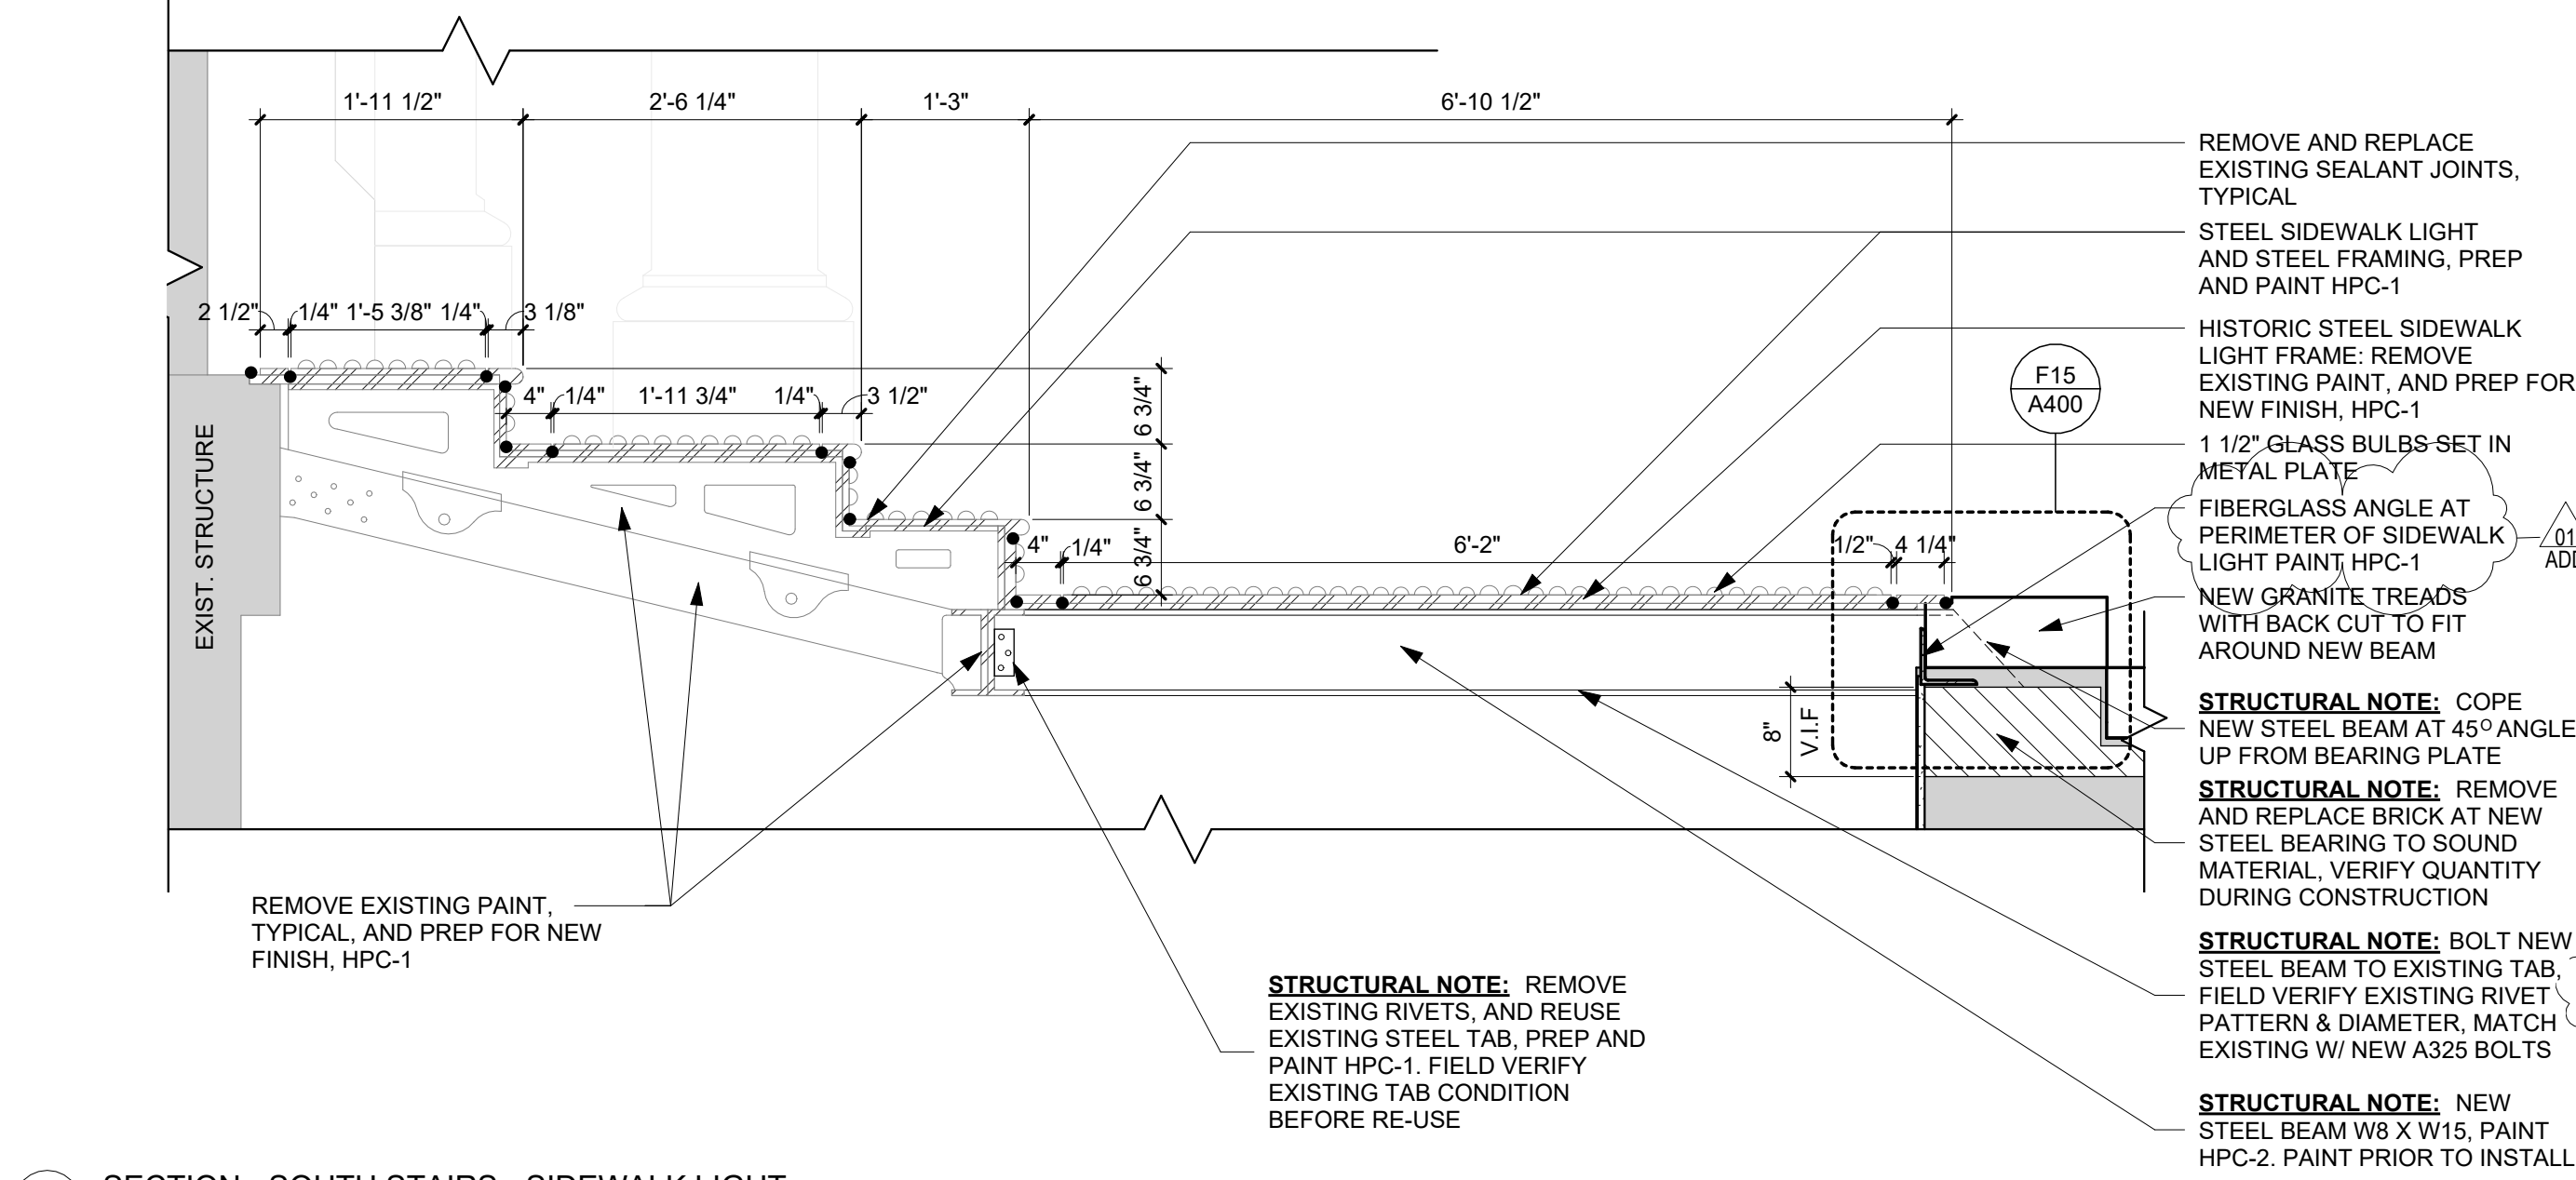 1'-11 1/2"
2'-6 1/4"
1'-3"
6'-10 1/2"
2 1/2"
1/4"
1'-5 3/8"
1/4"
3 1/8"
4"
1/4"
1'-11 3/4"
1/4"
3 1/2"
6 3/4"
6 3/4"
6 3/4"
4"
1/4"
6'-2"
1/2"
4 1/4"
8"
V.I.F
EXIST. STRUCTURE
F15
A400
REMOVE AND REPLACE
EXISTING SEALANT JOINTS,
TYPICAL
STEEL SIDEWALK LIGHT
AND STEEL FRAMING, PREP
AND PAINT HPC-1
HISTORIC STEEL SIDEWALK
LIGHT FRAME: REMOVE
EXISTING PAINT, AND PREP FOR
NEW FINISH, HPC-1
1 1/2" GLASS BULBS SET IN
METAL PLATE
FIBERGLASS ANGLE AT
PERIMETER OF SIDEWALK
LIGHT PAINT HPC-1
01
NEW GRANITE TREADS
WITH BACK CUT TO FIT
AROUND NEW BEAM
STRUCTURAL NOTE: COPE
NEW STEEL BEAM AT 45° ANGLE
UP FROM BEARING PLATE
STRUCTURAL NOTE: REMOVE
AND REPLACE BRICK AT NEW
STEEL BEARING TO SOUND
MATERIAL, VERIFY QUANTITY
DURING CONSTRUCTION
STRUCTURAL NOTE: BOLT NEW
STEEL BEAM TO EXISTING TAB,
FIELD VERIFY EXISTING RIVET
PATTERN & DIAMETER, MATCH
EXISTING W/ NEW A325 BOLTS
STRUCTURAL NOTE: NEW
STEEL BEAM W8 X W15, PAINT
HPC-2. PAINT PRIOR TO INSTALL
REMOVE EXISTING PAINT,
TYPICAL, AND PREP FOR NEW
FINISH, HPC-1
STRUCTURAL NOTE: REMOVE
EXISTING RIVETS, AND REUSE
EXISTING STEEL TAB, PREP AND
PAINT HPC-1. FIELD VERIFY
EXISTING TAB CONDITION
BEFORE RE-USE
SECTION - SOUTH STAIRS - SIDEWALK LIGHT